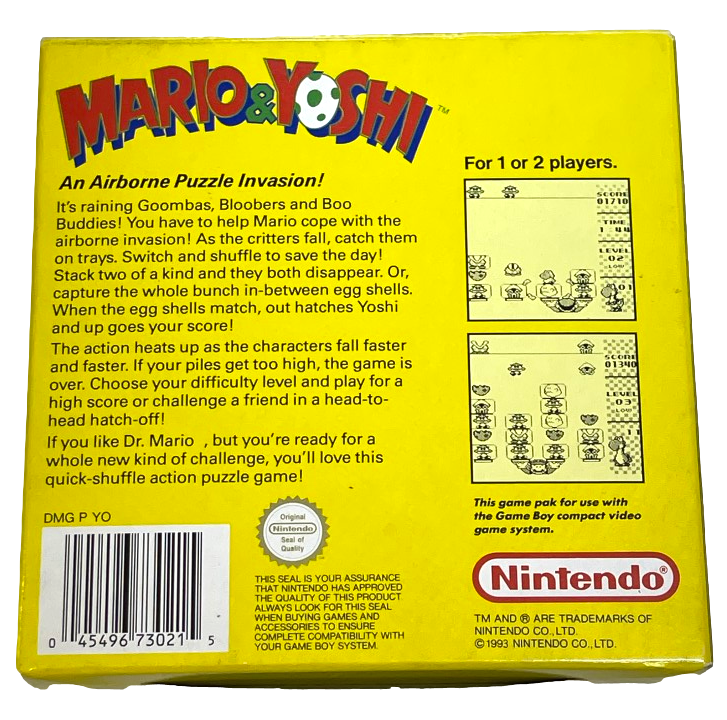 MARIO & YOSHI ™
An Airborne Puzzle Invasion!
It's raining Goombas, Bloobers and Boo
Buddies! You have to help Mario cope with the
airborne invasion! As the critters fall, catch them
on trays. Switch and shuffle to save the day!
Stack two of a kind and they both disappear. Or,
capture the whole bunch in-between egg shells.
When the egg shells match, out hatches Yoshi
and up goes your score!
The action heats up as the characters fall faster
and faster. If your piles get too high, the game is
over. Choose your difficulty level and play for a
high score or challenge a friend in a head-to-
head hatch-off!
If you like Dr. Mario , but you're ready for a
whole new kind of challenge, you'll love this
quick-shuffle action puzzle game!
DMG P YO
0 45496 73021 5
Original
Nintendo
Seal of
Quality
THIS SEAL IS YOUR ASSURANCE
THAT NINTENDO HAS APPROVED
THE QUALITY OF THIS PRODUCT.
ALWAYS LOOK FOR THIS SEAL
WHEN BUYING GAMES AND
ACCESSORIES TO ENSURE
COMPLETE COMPATIBILITY WITH
YOUR GAME BOY SYSTEM.
For 1 or 2 players.
SCORE
01710
TIME
1:44
LEVEL
02
LOW
01
SCORE
01340
LEVEL
03
LOW
11
This game pak for use with
the Game Boy compact video
game system.
Nintendo®
TM AND ® ARE TRADEMARKS OF
NINTENDO CO., LTD.
© 1993 NINTENDO CO., LTD.